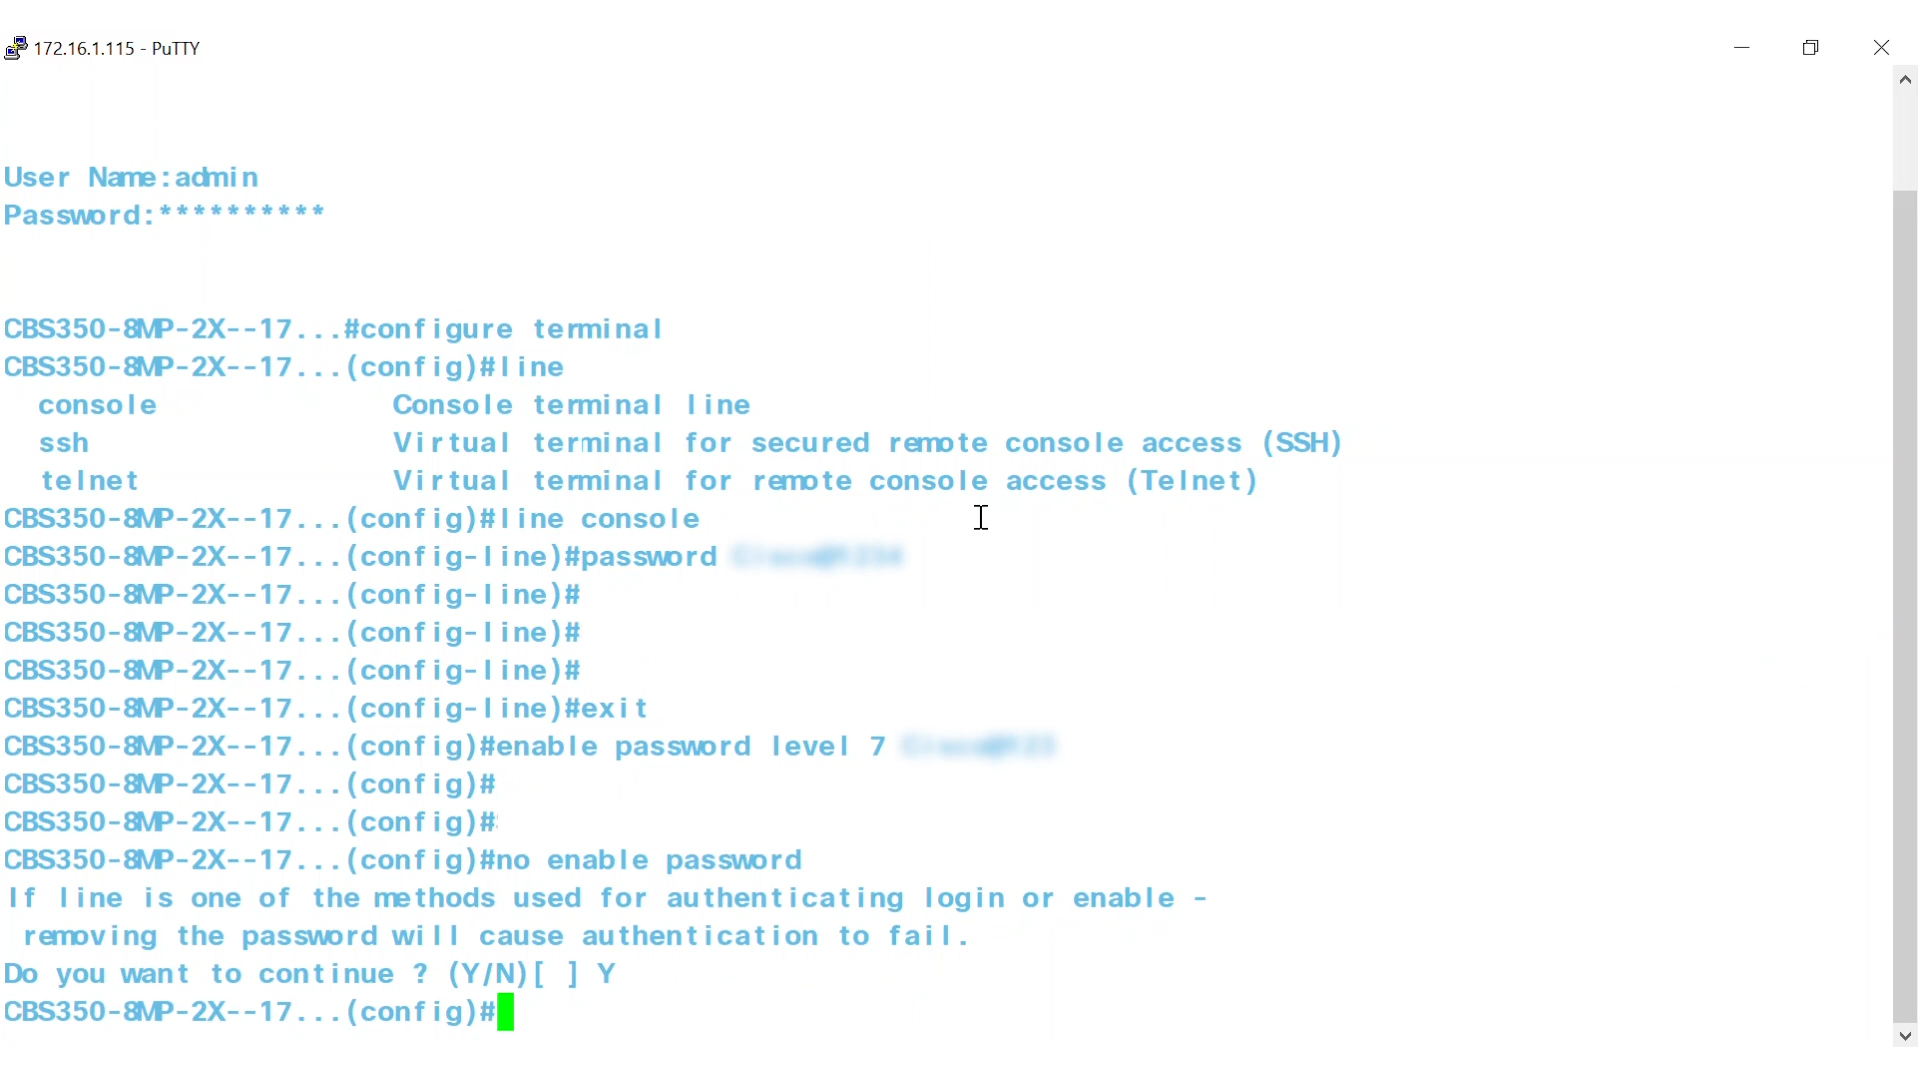 172.16.1.115 - PuTTY
User Name:admin
Password:**********
CBS350-8MP-2X--17...#configure terminal
CBS350-8MP-2X--17...(config)#line
console Console terminal line
ssh Virtual terminal for secured remote console access (SSH)
telnet Virtual terminal for remote console access (Telnet)
CBS350-8MP-2X--17...(config)#line console
CBS350-8MP-2X--17...(config-line)#password
CBS350-8MP-2X--17...(config-line)#
CBS350-8MP-2X--17...(config-line)#
CBS350-8MP-2X--17...(config-line)#
CBS350-8MP-2X--17...(config-line)#exit
CBS350-8MP-2X--17...(config)#enable password level 7
CBS350-8MP-2X--17...(config)#
CBS350-8MP-2X--17...(config)#
CBS350-8MP-2X--17...(config)#no enable password
If line is one of the methods used for authenticating login or enable -
removing the password will cause authentication to fail.
Do you want to continue ? (Y/N)[ ] Y
CBS350-8MP-2X--17...(config)#